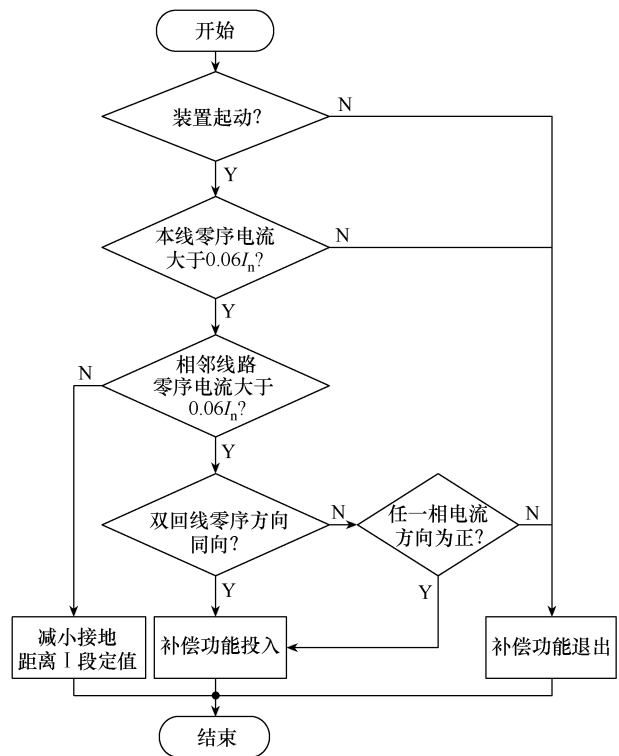 开始
装置起动?
N
Y
本线零序电流
大于0.06Iₙ?
N
Y
相邻线路
零序电流大于
0.06Iₙ?
N
Y
双回线零序方向
同向?
N
Y
任一相电流
方向为正?
N
Y
减小接地
距离Ⅰ段定值
补偿功能投入
补偿功能退出
结束